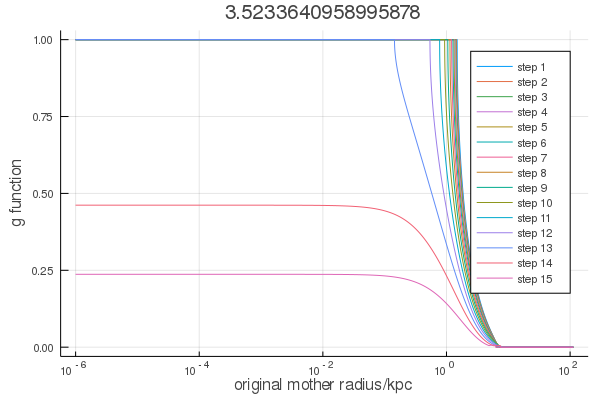 3.5233640958995878
g function
1.00
0.75
0.50
0.25
0.00
10^-6
10^-4
10^-2
10^0
10^2
original mother radius/kpc
step 1
step 2
step 3
step 4
step 5
step 6
step 7
step 8
step 9
step 10
step 11
step 12
step 13
step 14
step 15